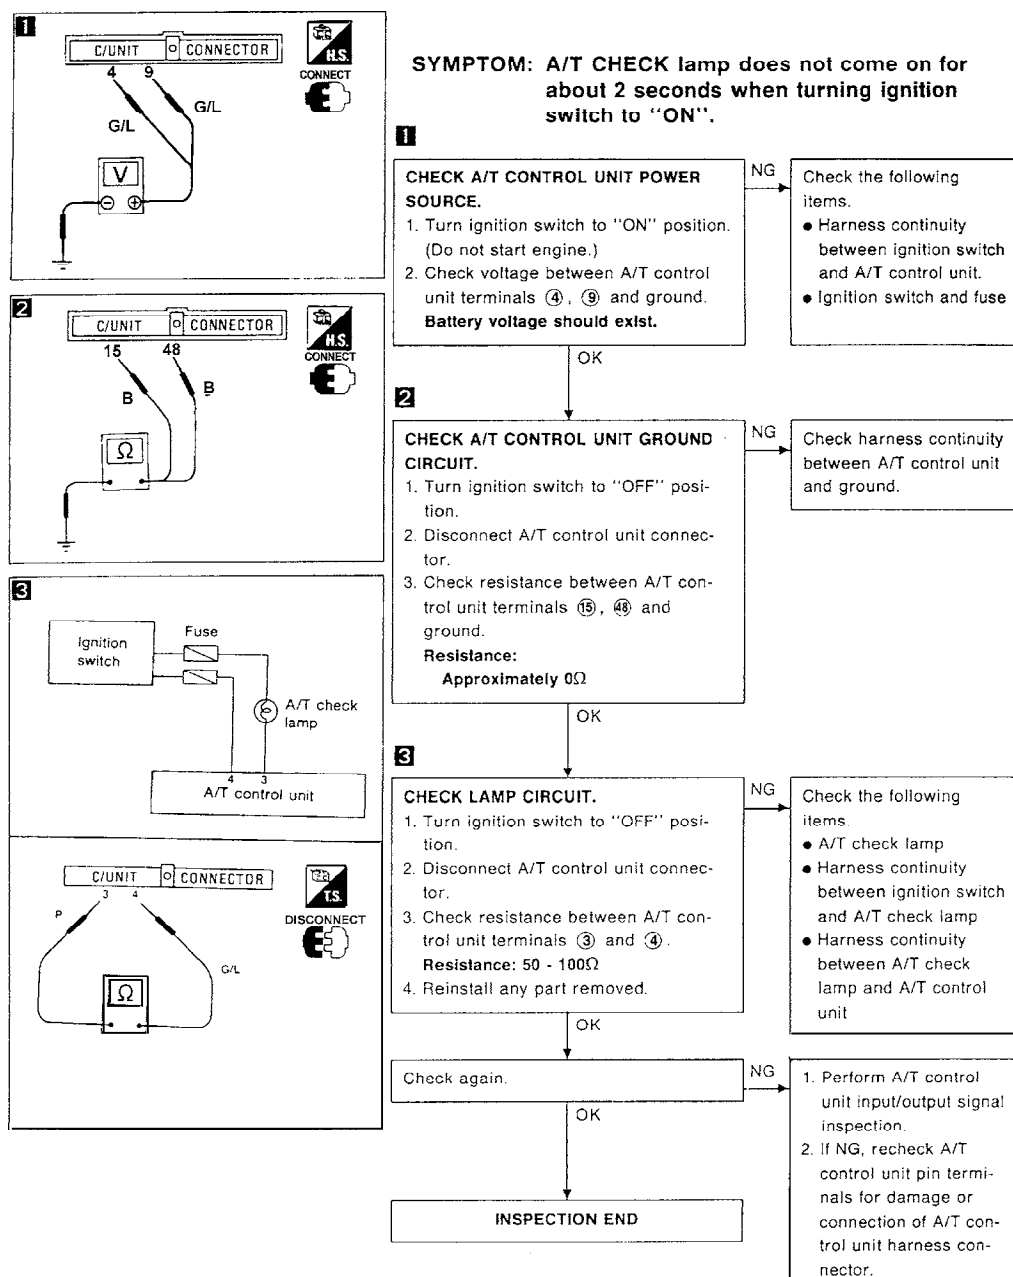 1
C/UNIT CONNECTOR
4 9
G/L
G/L
V
H.S.
CONNECT
2
C/UNIT CONNECTOR
15 48
B
B
Ω
H.S.
CONNECT
3
Ignition
switch
Fuse
A/T check
lamp
4 3
A/T control unit
C/UNIT CONNECTOR
3 4
P
G/L
Ω
T.S.
DISCONNECT
SYMPTOM: A/T CHECK lamp does not come on for
about 2 seconds when turning ignition
switch to "ON".
1
CHECK A/T CONTROL UNIT POWER
SOURCE.
1. Turn ignition switch to "ON" position.
(Do not start engine.)
2. Check voltage between A/T control
unit terminals ④, ⑨ and ground.
Battery voltage should exist.
NG
Check the following
items.
● Harness continuity
between ignition switch
and A/T control unit.
● Ignition switch and fuse
OK
2
CHECK A/T CONTROL UNIT GROUND
CIRCUIT.
1. Turn ignition switch to "OFF" posi-
tion.
2. Disconnect A/T control unit connec-
tor.
3. Check resistance between A/T con-
trol unit terminals ⑮, ㊽ and
ground.
Resistance:
Approximately 0Ω
NG
Check harness continuity
between A/T control unit
and ground.
OK
3
CHECK LAMP CIRCUIT.
1. Turn ignition switch to "OFF" posi-
tion.
2. Disconnect A/T control unit connec-
tor.
3. Check resistance between A/T con-
trol unit terminals ③ and ④.
Resistance: 50 - 100Ω
4. Reinstall any part removed.
NG
Check the following
items.
● A/T check lamp
● Harness continuity
between ignition switch
and A/T check lamp
● Harness continuity
between A/T check
lamp and A/T control
unit
OK
Check again.
NG
1. Perform A/T control
unit input/output signal
inspection.
2. If NG, recheck A/T
control unit pin termi-
nals for damage or
connection of A/T con-
trol unit harness con-
nector.
OK
INSPECTION END